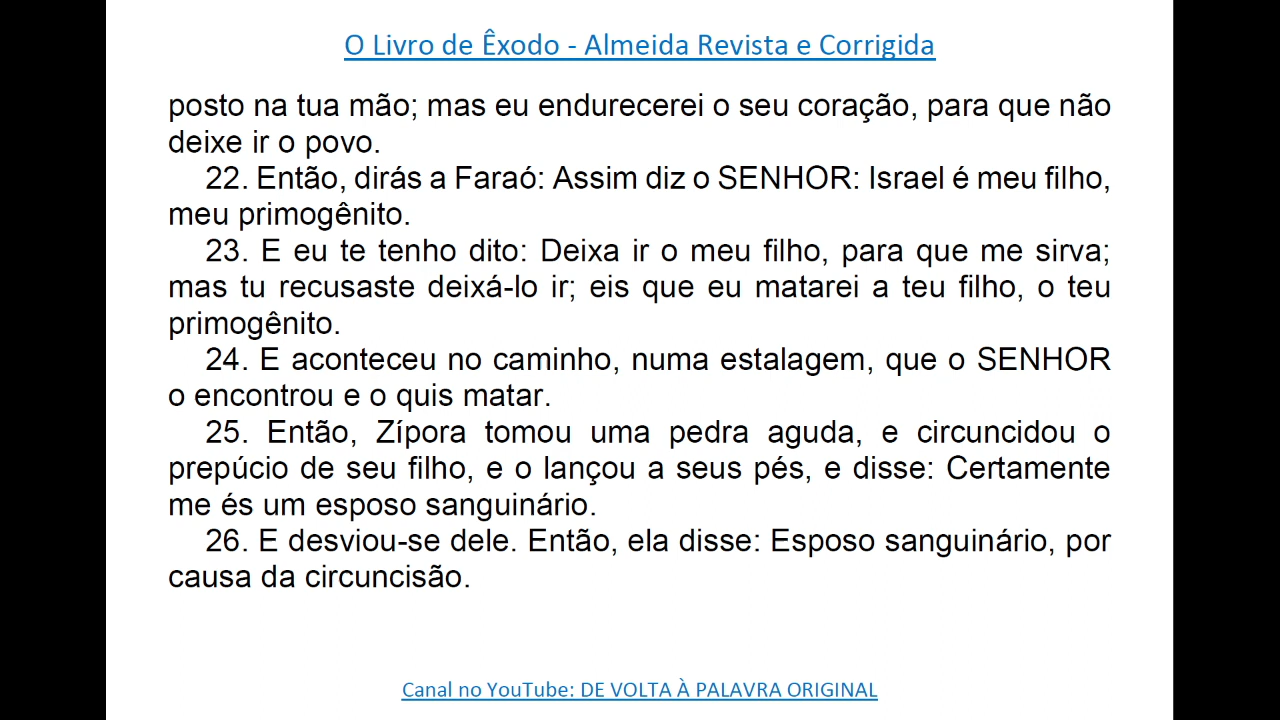 O Livro de Êxodo - Almeida Revista e Corrigida
posto na tua mão; mas eu endurecerei o seu coração, para que não
deixe ir o povo.
22. Então, dirás a Faraó: Assim diz o SENHOR: Israel é meu filho,
meu primogênito.
23. E eu te tenho dito: Deixa ir o meu filho, para que me sirva;
mas tu recusaste deixá-lo ir; eis que eu matarei a teu filho, o teu
primogênito.
24. E aconteceu no caminho, numa estalagem, que o SENHOR
o encontrou e o quis matar.
25. Então, Zípora tomou uma pedra aguda, e circuncidou o
prepúcio de seu filho, e o lançou a seus pés, e disse: Certamente
me és um esposo sanguinário.
26. E desviou-se dele. Então, ela disse: Esposo sanguinário, por
causa da circuncisão.
Canal no YouTube: DE VOLTA À PALAVRA ORIGINAL